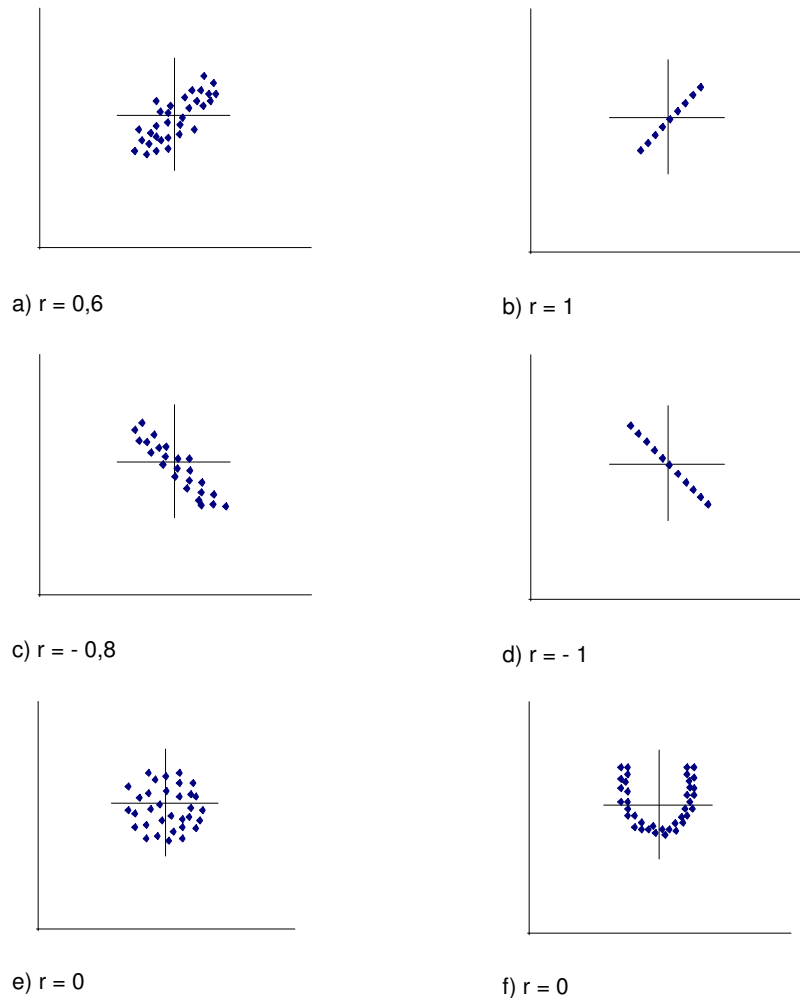 a) r = 0,6
b) r = 1
c) r = - 0,8
d) r = - 1
e) r = 0
f) r = 0